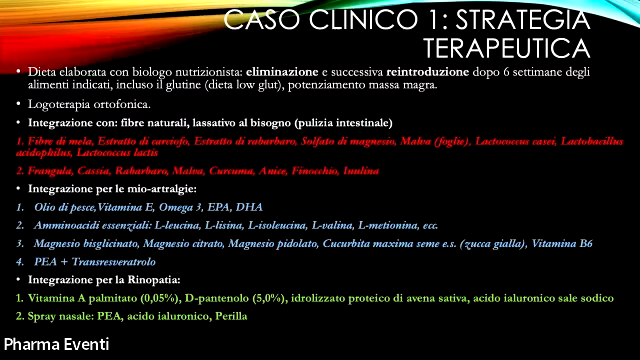 CASO CLINICO 1: STRATEGIA
TERAPEUTICA
• Dieta elaborata con biologo nutrizionista: eliminazione e successiva reintroduzione dopo 6 settimane degli
alimenti indicati, incluso il glutine (dieta low glut), potenziamento massa magra.
• Logoterapia ortofonica.
• Integrazione con: fibre naturali, lassativo al bisogno (pulizia intestinale)
1. Fibre di mela, Estratto di carciofo, Estratto di rabarbaro, Solfato di magnesio, Malva (foglie), Lactococcus casei, Lactobacillus
acidophilus, Lactococcus lactis
2. Frangula, Cassia, Rabarbaro, Malva, Curcuma, Anice, Finocchio, Inulina
• Integrazione per le mio-artralgie:
1. Olio di pesce,Vitamina E, Omega 3, EPA, DHA
2. Amminoacidi essenziali: L-leucina, L-lisina, L-isoleucina, L-valina, L-metionina, ecc.
3. Magnesio bisglicinato, Magnesio citrato, Magnesio pidolato, Cucurbita maxima seme e.s. (zucca gialla), Vitamina B6
4. PEA + Transresveratrolo
• Integrazione per la Rinopatia:
1. Vitamina A palmitato (0,05%), D-pantenolo (5,0%), idrolizzato proteico di avena sativa, acido ialuronico sale sodico
2. Spray nasale: PEA, acido ialuronico, Perilla
Pharma Eventi